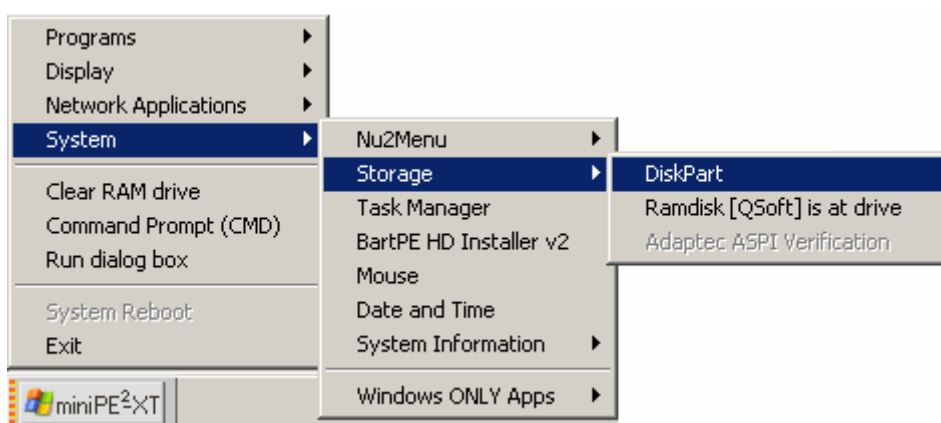 Programs
Display
Network Applications
System
Clear RAM drive
Command Prompt (CMD)
Run dialog box
System Reboot
Exit
miniPE²XT
Nu2Menu
Storage
Task Manager
BartPE HD Installer v2
Mouse
Date and Time
System Information
Windows ONLY Apps
DiskPart
Ramdisk [QSoft] is at drive
Adaptec ASPI Verification